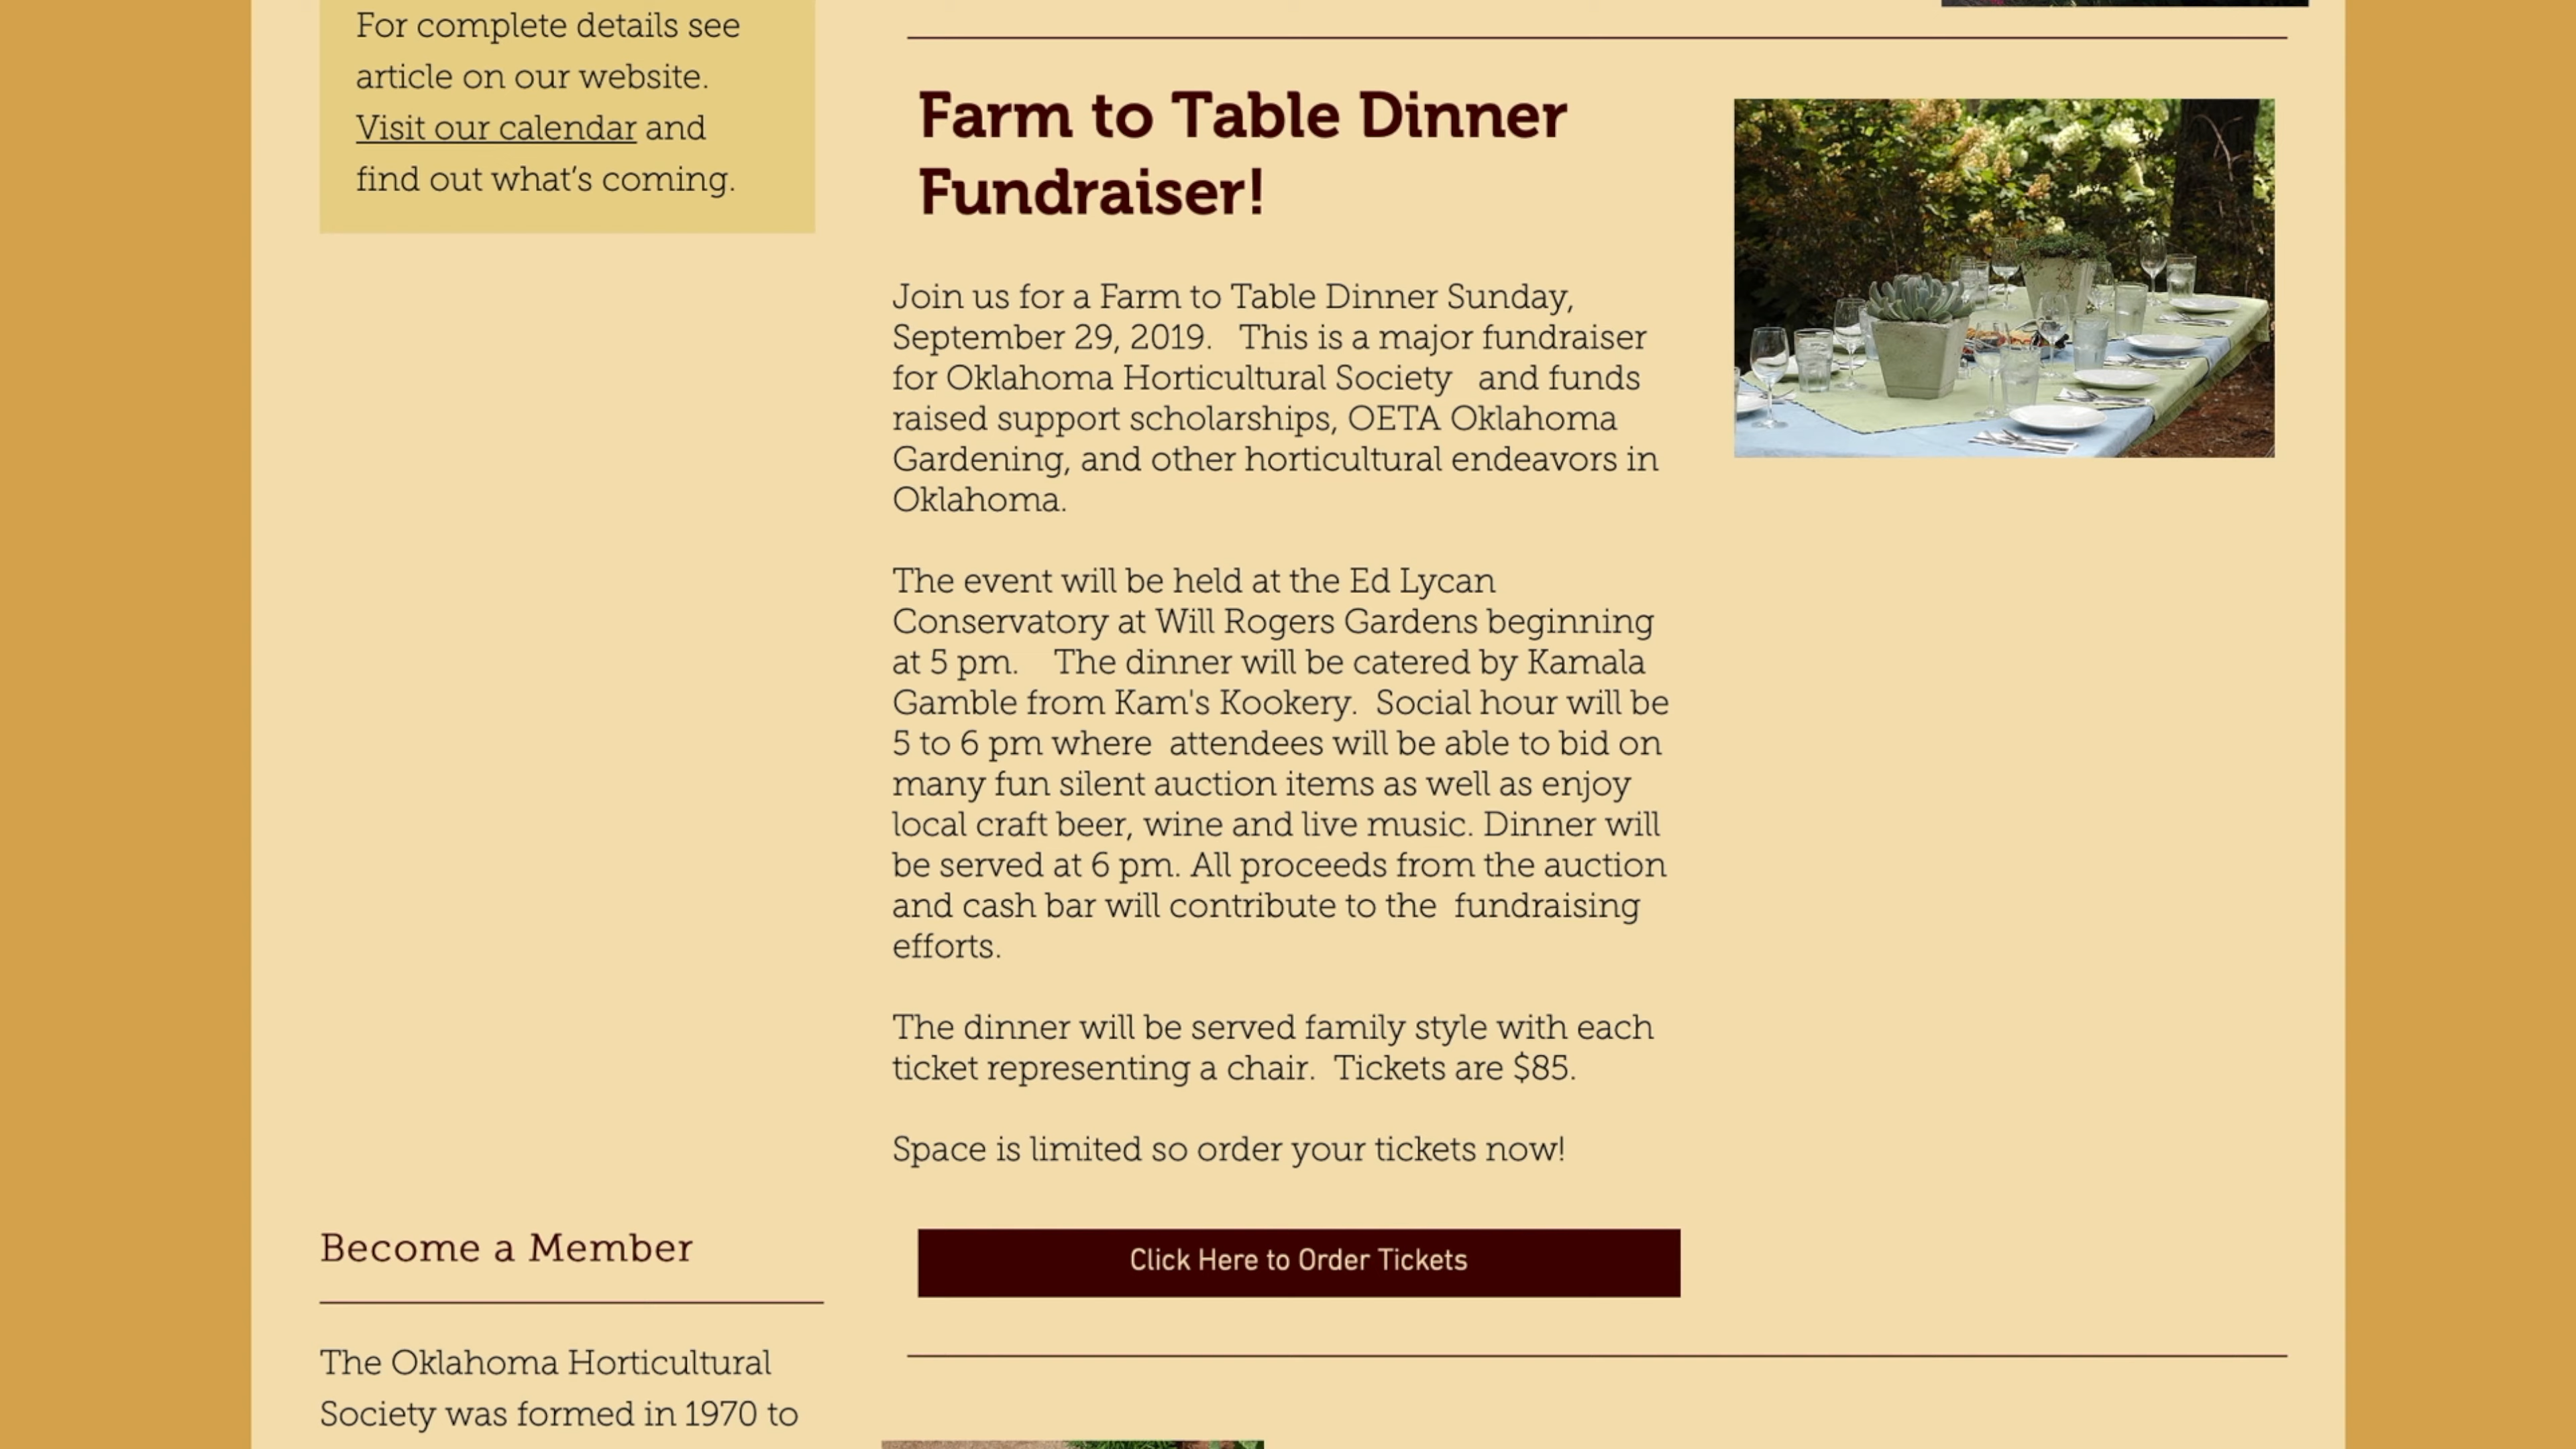 For complete details see
article on our website.
Visit our calendar and
find out what’s coming.
Farm to Table Dinner
Fundraiser!
Join us for a Farm to Table Dinner Sunday,
September 29, 2019.   This is a major fundraiser
for Oklahoma Horticultural Society   and funds
raised support scholarships, OETA Oklahoma
Gardening, and other horticultural endeavors in
Oklahoma.
The event will be held at the Ed Lycan
Conservatory at Will Rogers Gardens beginning
at 5 pm.    The dinner will be catered by Kamala
Gamble from Kam's Kookery.  Social hour will be
5 to 6 pm where  attendees will be able to bid on
many fun silent auction items as well as enjoy
local craft beer, wine and live music. Dinner will
be served at 6 pm. All proceeds from the auction
and cash bar will contribute to the  fundraising
efforts.
The dinner will be served family style with each
ticket representing a chair.  Tickets are $85.
Space is limited so order your tickets now!
Click Here to Order Tickets
Become a Member
The Oklahoma Horticultural
Society was formed in 1970 to